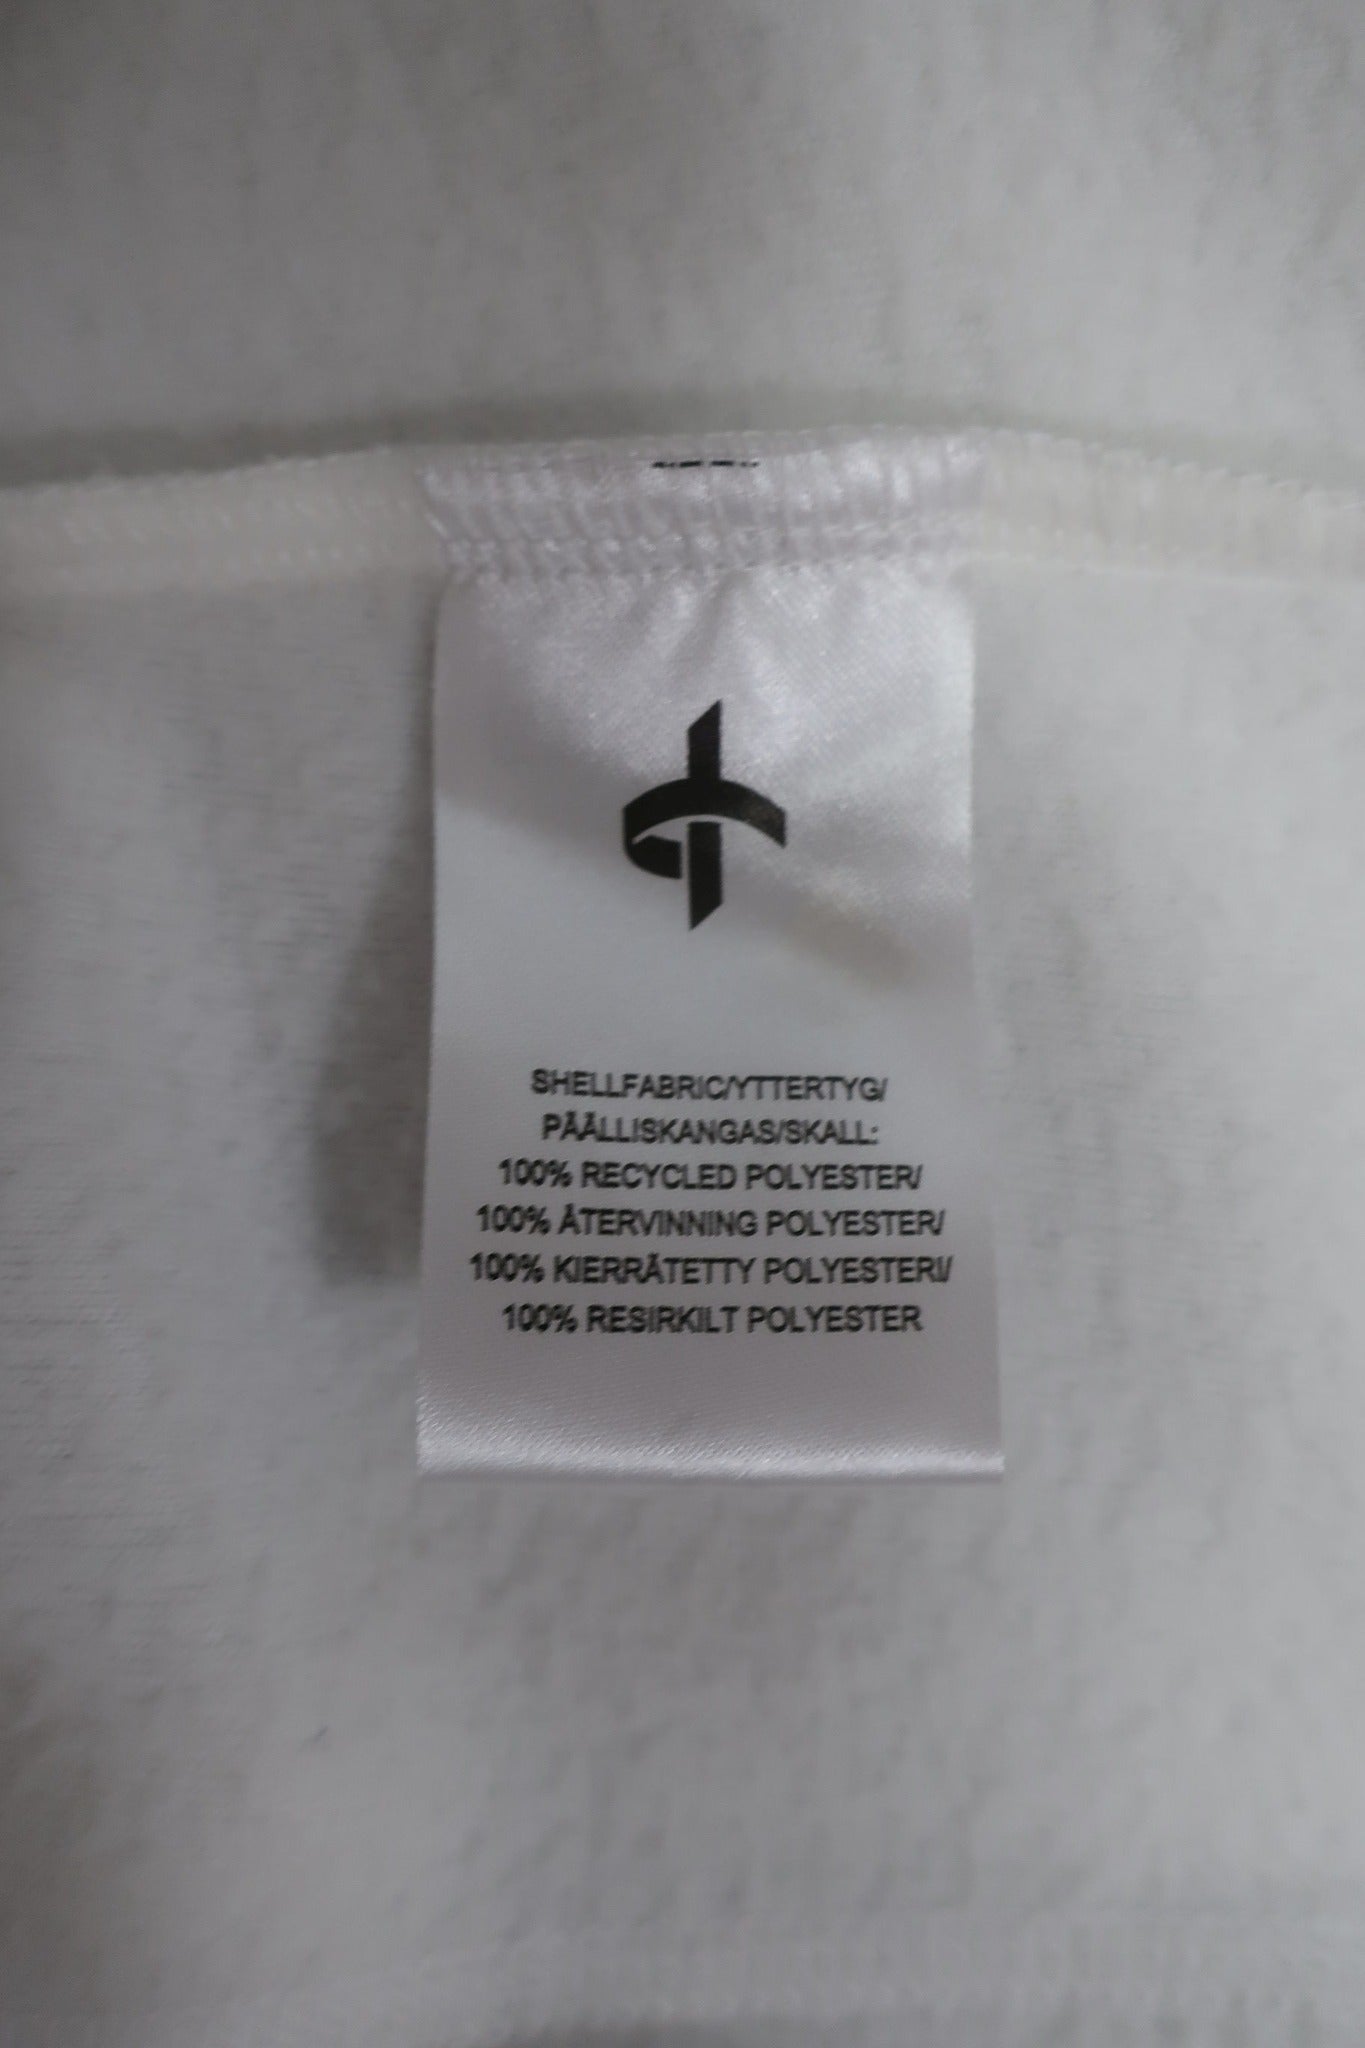 SHELLFABRIC/YTTERTYG/
PÄÄLLISKANGAS/SKALL:
100% RECYCLED POLYESTER/
100% ÅTERVINNING POLYESTER/
100% KIERRÄTETTY POLYESTERI/
100% RESIRKILT POLYESTER